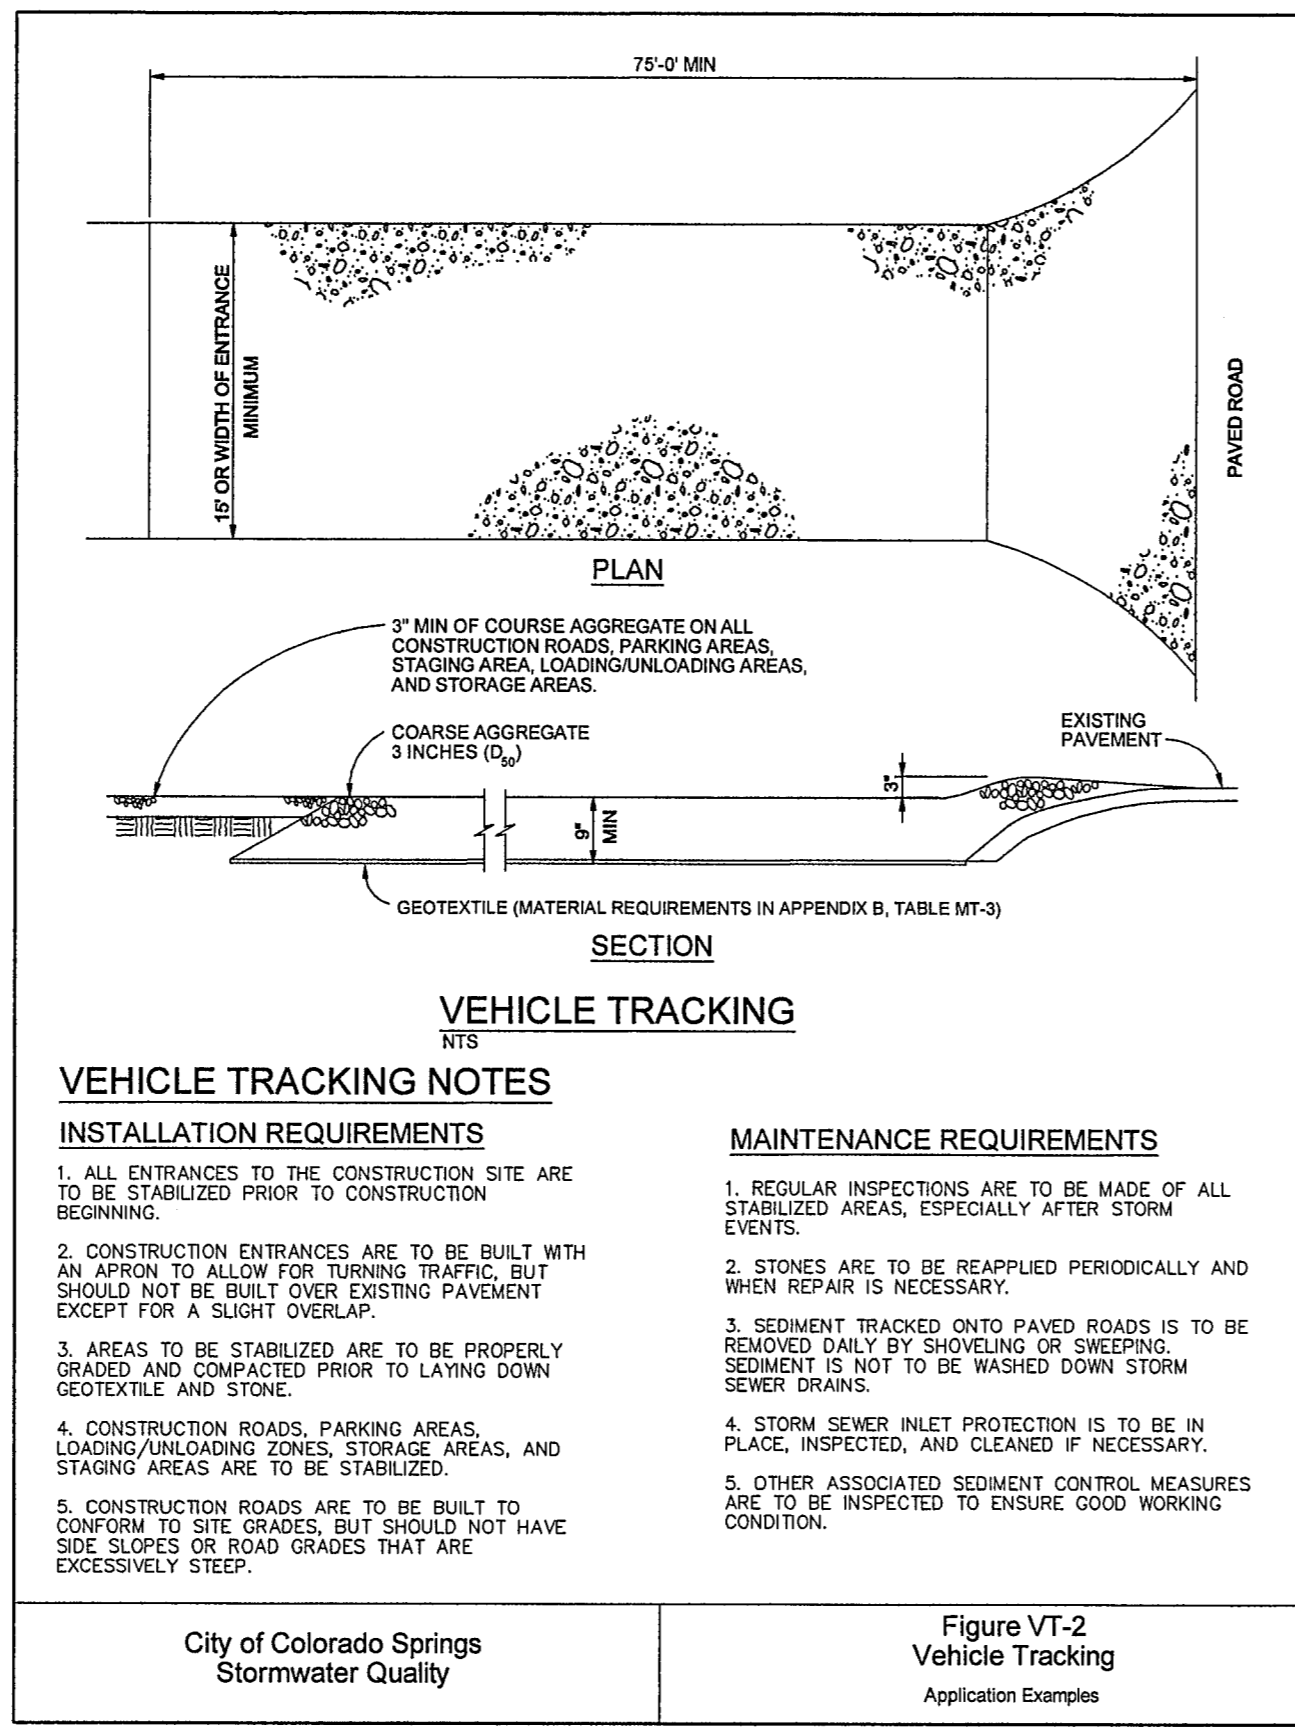 75'-0' MIN
15' OR WIDTH OF ENTRANCE
MINIMUM
PAVED ROAD
PLAN
3" MIN OF COURSE AGGREGATE ON ALL
CONSTRUCTION ROADS, PARKING AREAS,
STAGING AREA, LOADING/UNLOADING AREAS,
AND STORAGE AREAS.
COARSE AGGREGATE
3 INCHES (D50)
EXISTING
PAVEMENT
3"
9"
MIN
GEOTEXTILE (MATERIAL REQUIREMENTS IN APPENDIX B, TABLE MT-3)
SECTION
VEHICLE TRACKING
NTS
VEHICLE TRACKING NOTES
INSTALLATION REQUIREMENTS
1. ALL ENTRANCES TO THE CONSTRUCTION SITE ARE
TO BE STABILIZED PRIOR TO CONSTRUCTION
BEGINNING.
2. CONSTRUCTION ENTRANCES ARE TO BE BUILT WITH
AN APRON TO ALLOW FOR TURNING TRAFFIC, BUT
SHOULD NOT BE BUILT OVER EXISTING PAVEMENT
EXCEPT FOR A SLIGHT OVERLAP.
3. AREAS TO BE STABILIZED ARE TO BE PROPERLY
GRADED AND COMPACTED PRIOR TO LAYING DOWN
GEOTEXTILE AND STONE.
4. CONSTRUCTION ROADS, PARKING AREAS,
LOADING/UNLOADING ZONES, STORAGE AREAS, AND
STAGING AREAS ARE TO BE STABILIZED.
5. CONSTRUCTION ROADS ARE TO BE BUILT TO
CONFORM TO SITE GRADES, BUT SHOULD NOT HAVE
SIDE SLOPES OR ROAD GRADES THAT ARE
EXCESSIVELY STEEP.
MAINTENANCE REQUIREMENTS
1. REGULAR INSPECTIONS ARE TO BE MADE OF ALL
STABILIZED AREAS, ESPECIALLY AFTER STORM
EVENTS.
2. STONES ARE TO BE REAPPLIED PERIODICALLY AND
WHEN REPAIR IS NECESSARY.
3. SEDIMENT TRACKED ONTO PAVED ROADS IS TO BE
REMOVED DAILY BY SHOVELING OR SWEEPING.
SEDIMENT IS NOT TO BE WASHED DOWN STORM
SEWER DRAINS.
4. STORM SEWER INLET PROTECTION IS TO BE IN
PLACE, INSPECTED, AND CLEANED IF NECESSARY.
5. OTHER ASSOCIATED SEDIMENT CONTROL MEASURES
ARE TO BE INSPECTED TO ENSURE GOOD WORKING
CONDITION.
City of Colorado Springs
Stormwater Quality
Figure VT-2
Vehicle Tracking
Application Examples